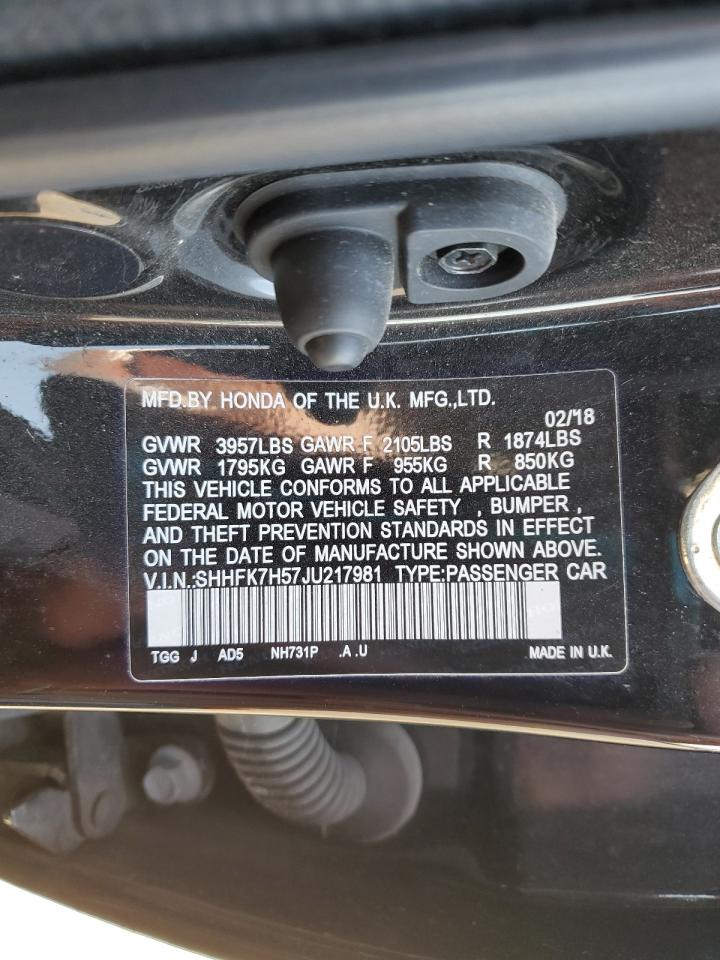 MFD.BY HONDA OF THE U.K. MFG.,LTD.
02/'18
GVWR 3957LBS GAWR F 2105LBS R 1874LBS
GVWR 1795KG GAWR F 955KG R 850KG
THIS VEHICLE CONFORMS TO ALL APPLICABLE
FEDERAL MOTOR VEHICLE SAFETY , BUMPER ,
AND THEFT PREVENTION STANDARDS IN EFFECT
ON THE DATE OF MANUFACTURE SHOWN ABOVE.
V.I.N.:SHHFK7H57JU217981 TYPE:PASSENGER CAR
TGG J AD5 NH731P .A .U MADE IN U.K.